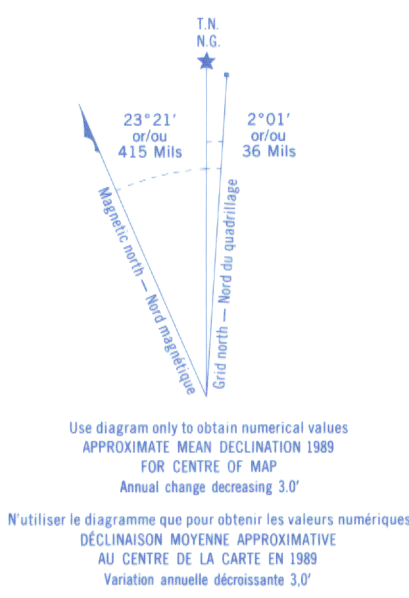 T.N.
N.G.
23°21'
or/ou
415 Mils
2°01'
or/ou
36 Mils
Magnetic north — Nord magnétique
Grid north — Nord du quadrillage
Use diagram only to obtain numerical values
APPROXIMATE MEAN DECLINATION 1989
FOR CENTRE OF MAP
Annual change decreasing 3.0'
N'utiliser le diagramme que pour obtenir les valeurs numériques
DÉCLINAISON MOYENNE APPROXIMATIVE
AU CENTRE DE LA CARTE EN 1989
Variation annuelle décroissante 3,0'